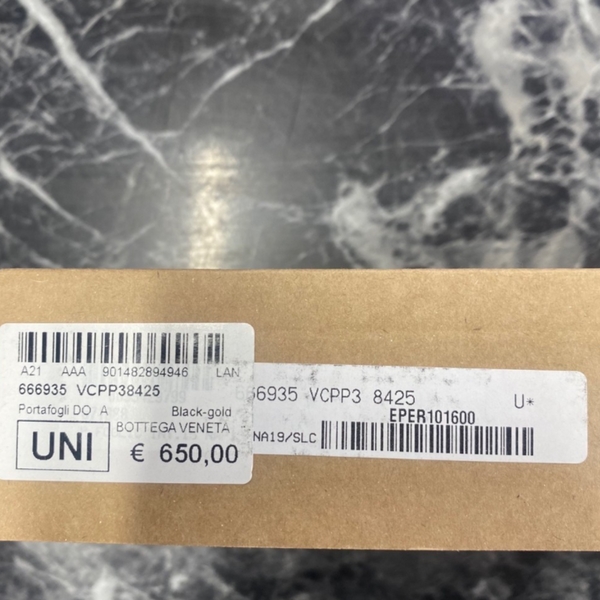 A21 AAA 901482894946 LAN
666935 VCPP38425
Portafogli DO A Black-gold
BOTTEGA VENETA
UNI € 650,00
66935 VCPP3 8425 U*
EPER101600
NA19/SLC